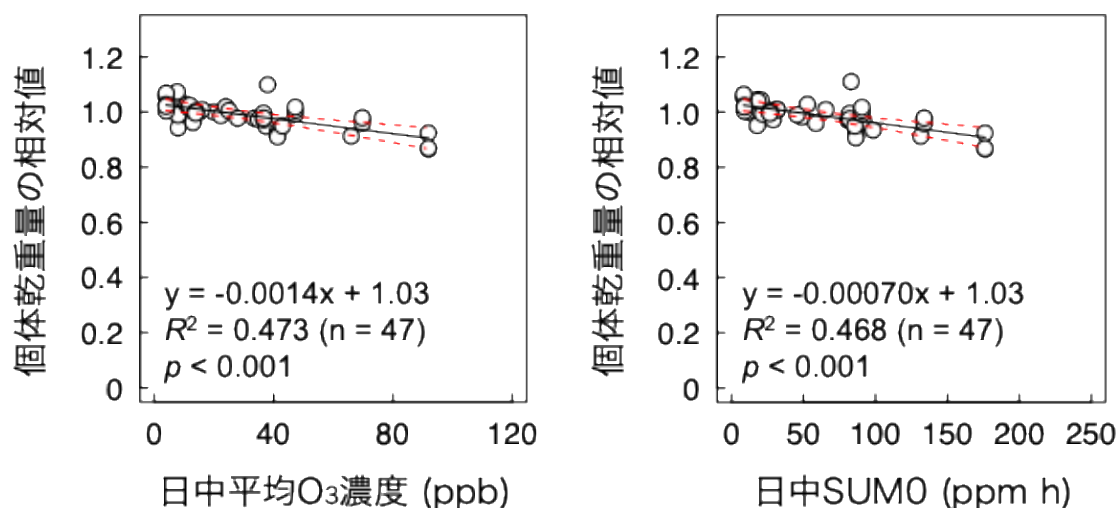 個体乾重量の相対値
1.2
1.0
0.8
0.6
0.4
0.2
0
y = -0.0014x + 1.03
R² = 0.473 (n = 47)
p < 0.001
0 40 80 120
日中平均O₃濃度 (ppb)
個体乾重量の相対値
1.2
1.0
0.8
0.6
0.4
0.2
0
y = -0.00070x + 1.03
R² = 0.468 (n = 47)
p < 0.001
0 50 100 150 200 250
日中SUM0 (ppm h)